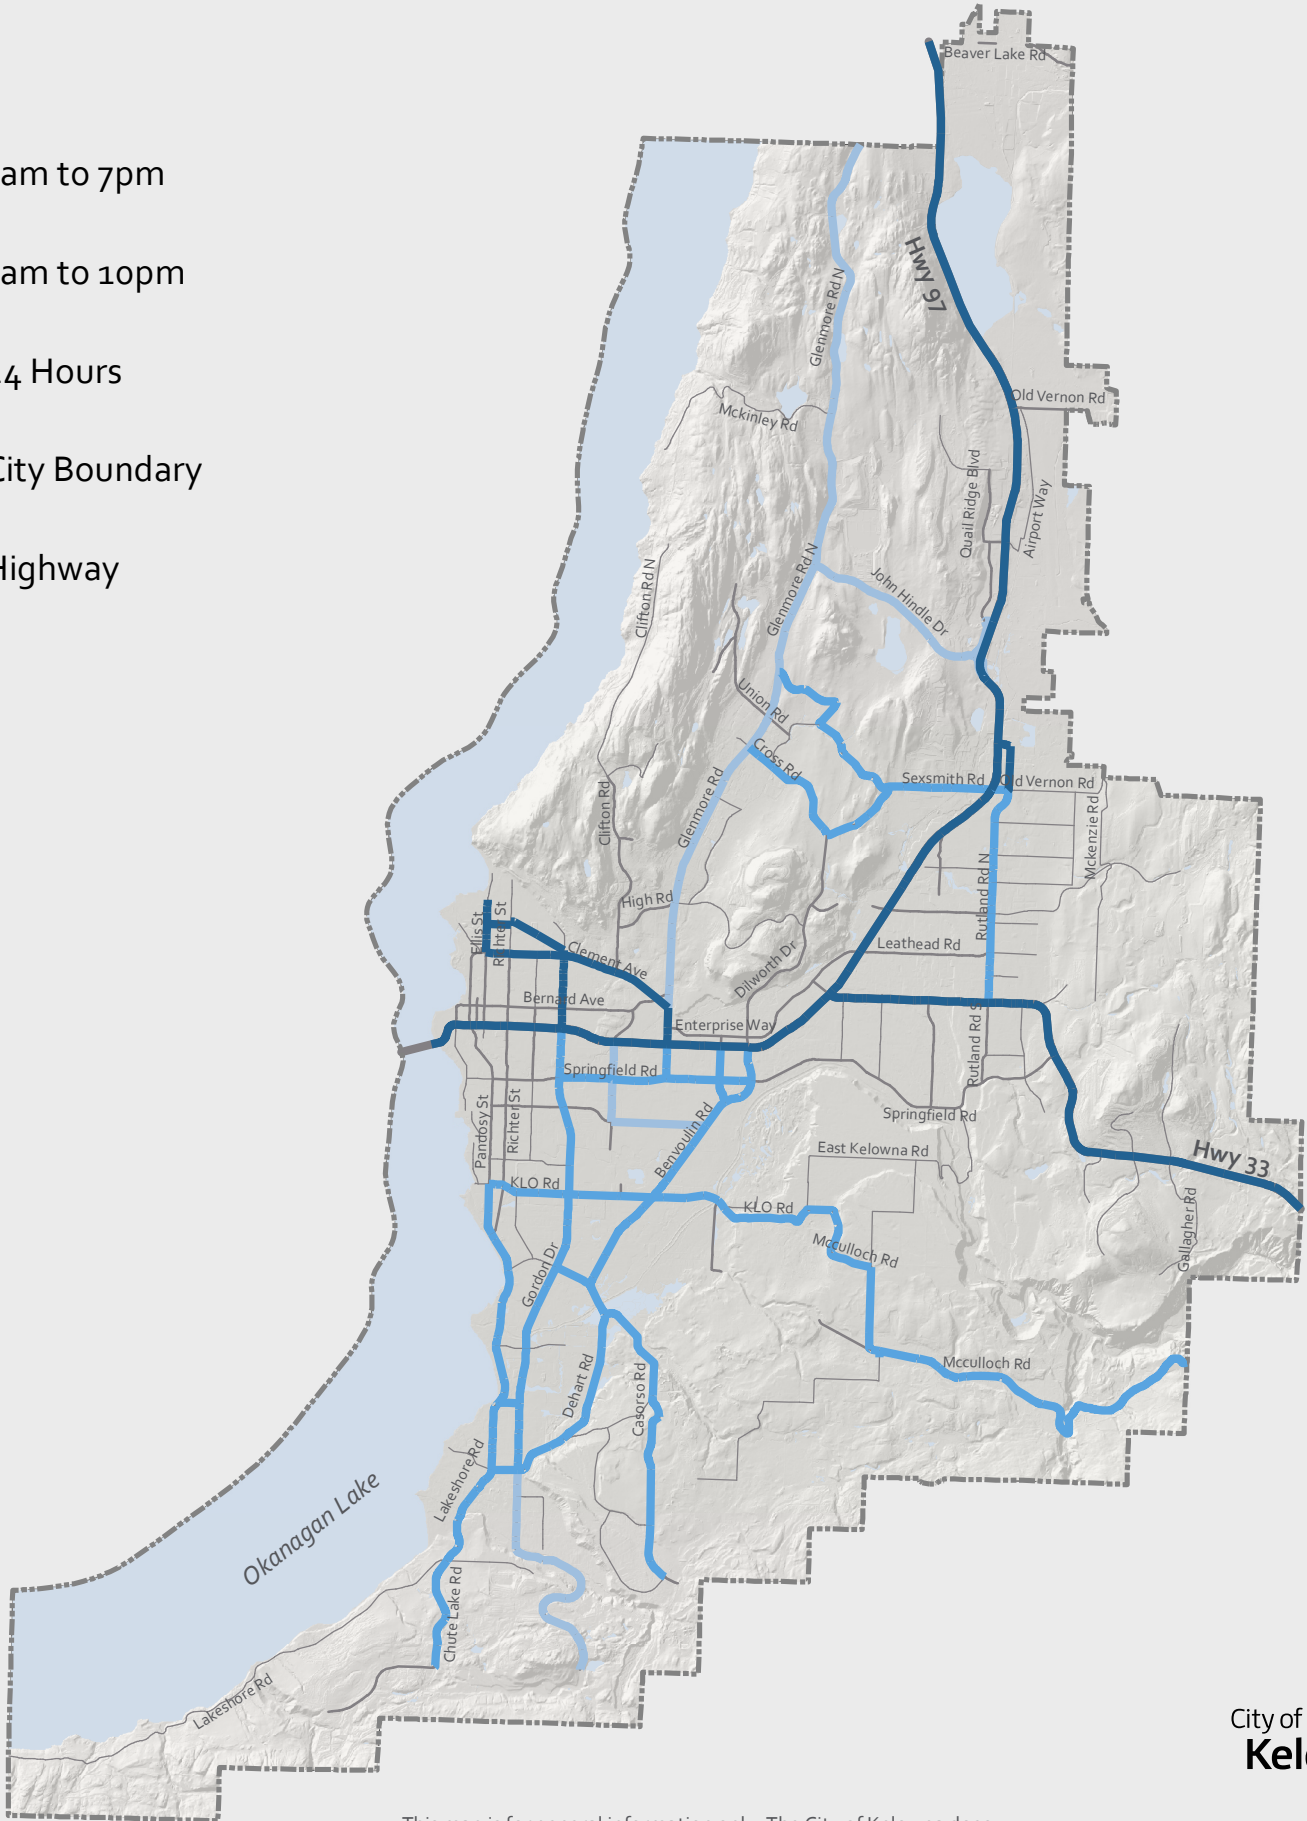 am to 7pm
am to 10pm
4 Hours
City Boundary
Highway
Beaver Lake Rd
Hwy 97
Glenmore Rd N
Old Vernon Rd
Mckinley Rd
Quail Ridge Blvd
Airport Way
Glenmore Rd N
John Hindle Dr
Clifton Rd N
Union Rd
Cross Rd
Sexsmith Rd
Old Vernon Rd
Glenmore Rd
Clifton Rd
Mckenzie Rd
Rutland Rd N
High Rd
Ellis St
Richter St
Clement Ave
Leathead Rd
Dilworth Dr
Bernard Ave
Enterprise Way
Rutland Rd S
Springfield Rd
Springfield Rd
Pandosy St
Richter St
Benvoulin Rd
East Kelowna Rd
Hwy 33
KLO Rd
KLO Rd
Gallagher Rd
Mcculloch Rd
Gordon Dr
Mcculloch Rd
Dehart Rd
Casorso Rd
Lakeshore Rd
Okanagan Lake
Chute Lake Rd
Lakeshore Rd
City of
Kel